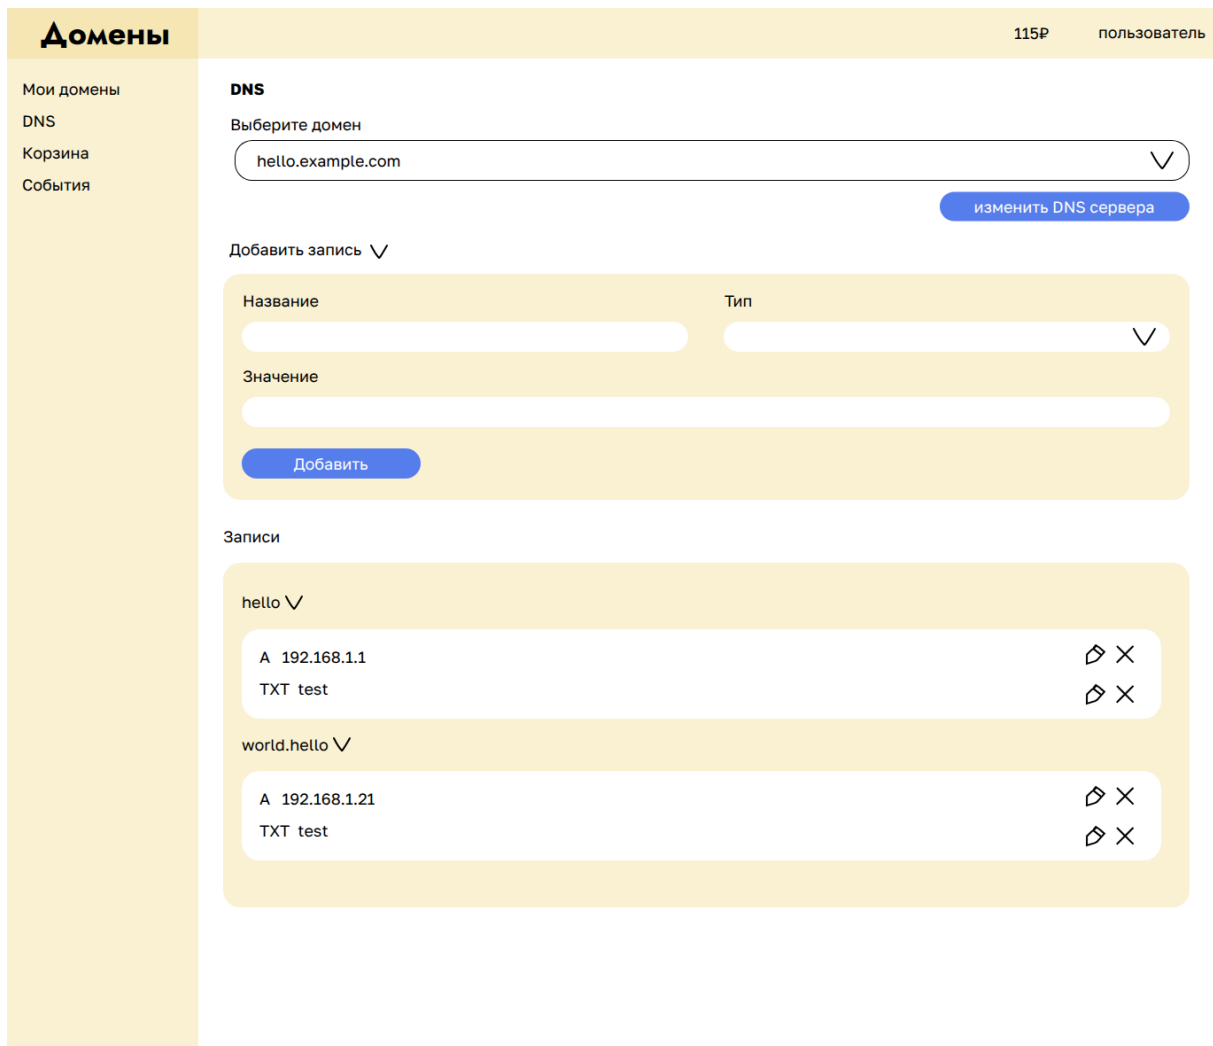 Домены
115₽ пользователь
Мои домены
DNS
Корзина
События
DNS
Выберите домен
hello.example.com
изменить DNS сервера
Добавить запись
Название
Тип
Значение
Добавить
Записи
hello
A 192.168.1.1
TXT test
world.hello
A 192.168.1.21
TXT test